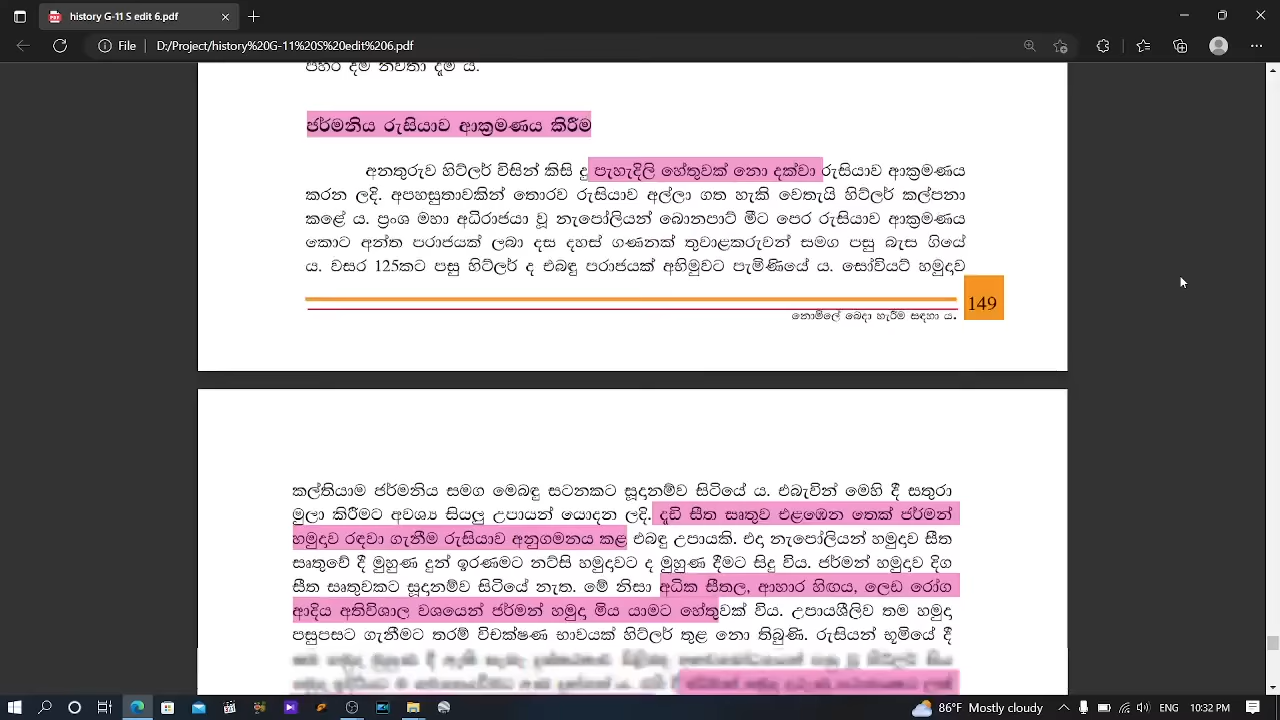 history G-11 S edit 6.pdf
File D:/Project/history%20G-11%20S%20edit%206.pdf
පහර දීම නවතා දැමී ය.
ජර්මනිය රුසියාව ආක්‍රමණය කිරීම
අනතුරුව හිට්ලර් විසින් කිසි දු පැහැදිලි හේතුවක් නො දක්වා රුසියාව ආක්‍රමණය
කරන ලදි. අපහසුතාවකින් තොරව රුසියාව අල්ලා ගත හැකි වෙතැයි හිට්ලර් කල්පනා
කළේ ය. ප්‍රංශ මහා අධිරාජයා වූ නැපෝලියන් බොනපාට් මීට පෙර රුසියාව ආක්‍රමණය
කොට අන්ත පරාජයක් ලබා දස දහස් ගණනක් තුවාළකරුවන් සමග පසු බැස ගියේ
ය. වසර 125කට පසු හිට්ලර් ද එබඳු පරාජයක් අභිමුවට පැමිණියේ ය. සෝවියට් හමුදාව
149
නොමිලේ බෙදා හැරීම සඳහා ය.
කල්තියාම ජර්මනිය සමග මෙබඳු සටනකට සූදානම්ව සිටියේ ය. එබැවින් මෙහි දී සතුරා
මුලා කිරීමට අවශ්‍ය සියලු උපායන් යොදන ලදි. දැඩි සීත සෘතුව එළඹෙන තෙක් ජර්මන්
හමුදාව රඳවා ගැනීම රුසියාව අනුගමනය කළ එබඳු උපායකි. එදා නැපෝලියන් හමුදාව සීත
සෘතුවේ දී මුහුණ දුන් ඉරණමට නට්සි හමුදාවට ද මුහුණ දීමට සිදු විය. ජර්මන් හමුදාව දිග
සීත සෘතුවකට සූදානම්ව සිටියේ නැත. මේ නිසා අධික සීතල, ආහාර හිඟය, ලෙඩ රෝග
ආදිය අතිවිශාල වශයෙන් ජර්මන් හමුදා මිය යාමට හේතුවක් විය. උපායශීලිව තම හමුදා
පසුපසට ගැනීමට තරම් විචක්ෂණ භාවයක් හිට්ලර් තුළ නො තිබුණි. රුසියන් භූමියේ දී
86°F Mostly cloudy ENG 10:32 PM